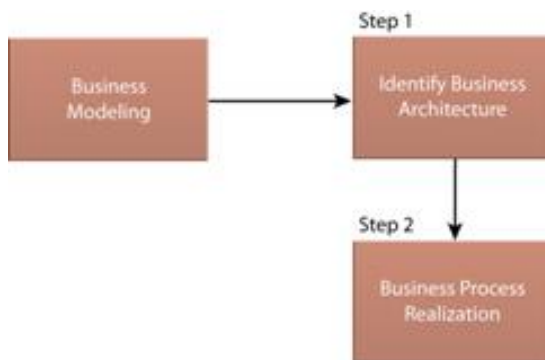 Step 1
Business
Modeling
Identify Business
Architecture
Step 2
Business Process
Realization